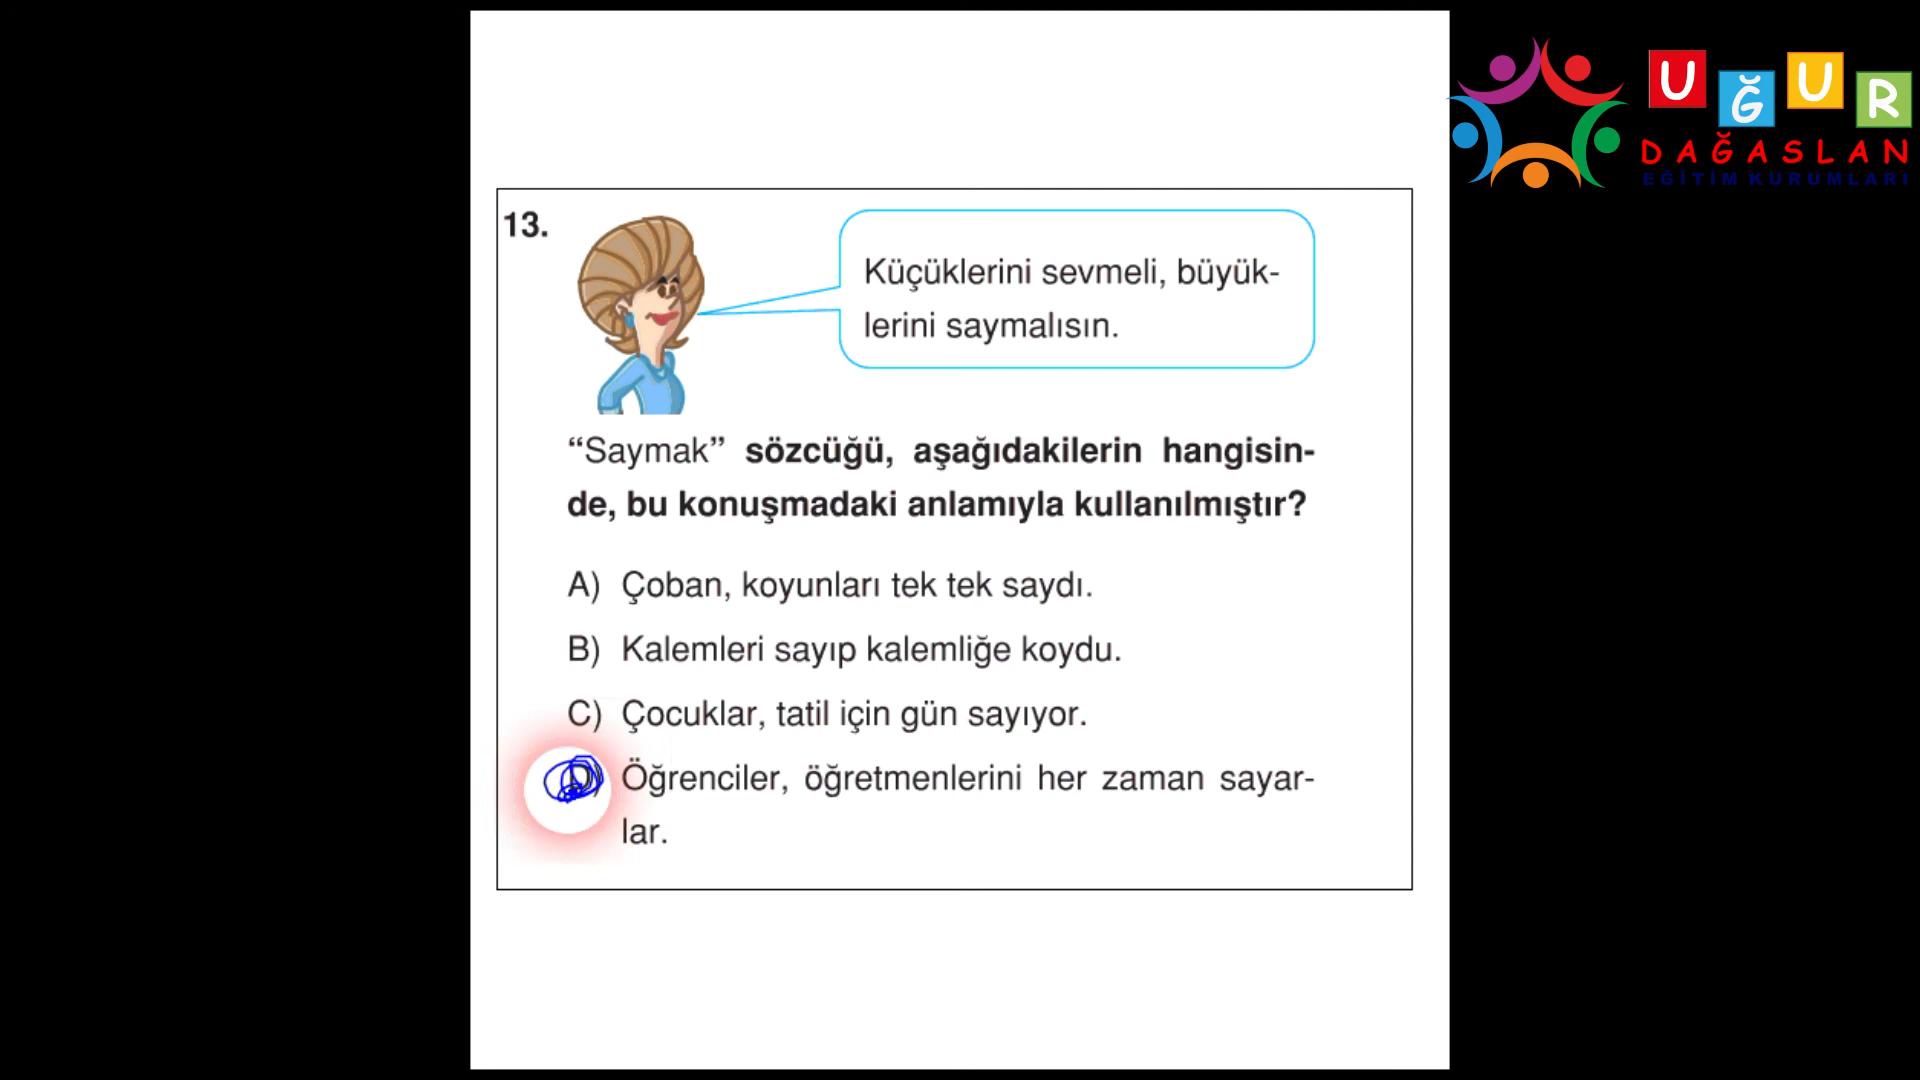 UĞUR
DAĞASLAN
EĞİTİM KURUMLARI
13.
Küçüklerini sevmeli, büyük-
lerini saymalısın.
“Saymak” sözcüğü, aşağıdakilerin hangisin-
de, bu konuşmadaki anlamıyla kullanılmıştır?
A) Çoban, koyunları tek tek saydı.
B) Kalemleri sayıp kalemliğe koydu.
C) Çocuklar, tatil için gün sayıyor.
D) Öğrenciler, öğretmenlerini her zaman sayar-
lar.